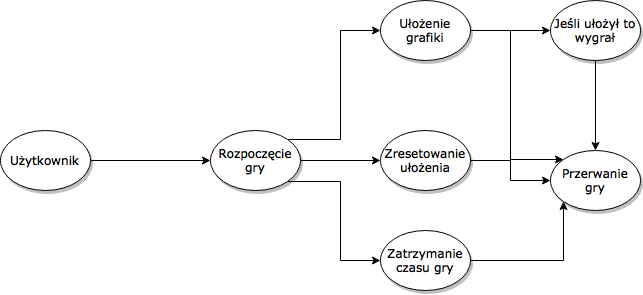 Ułożenie
grafiki
Jeśli ułożył to
wygrał
Użytkownik
Rozpoczęcie
gry
Zresetowanie
ułożenia
Przerwanie
gry
Zatrzymanie
czasu gry